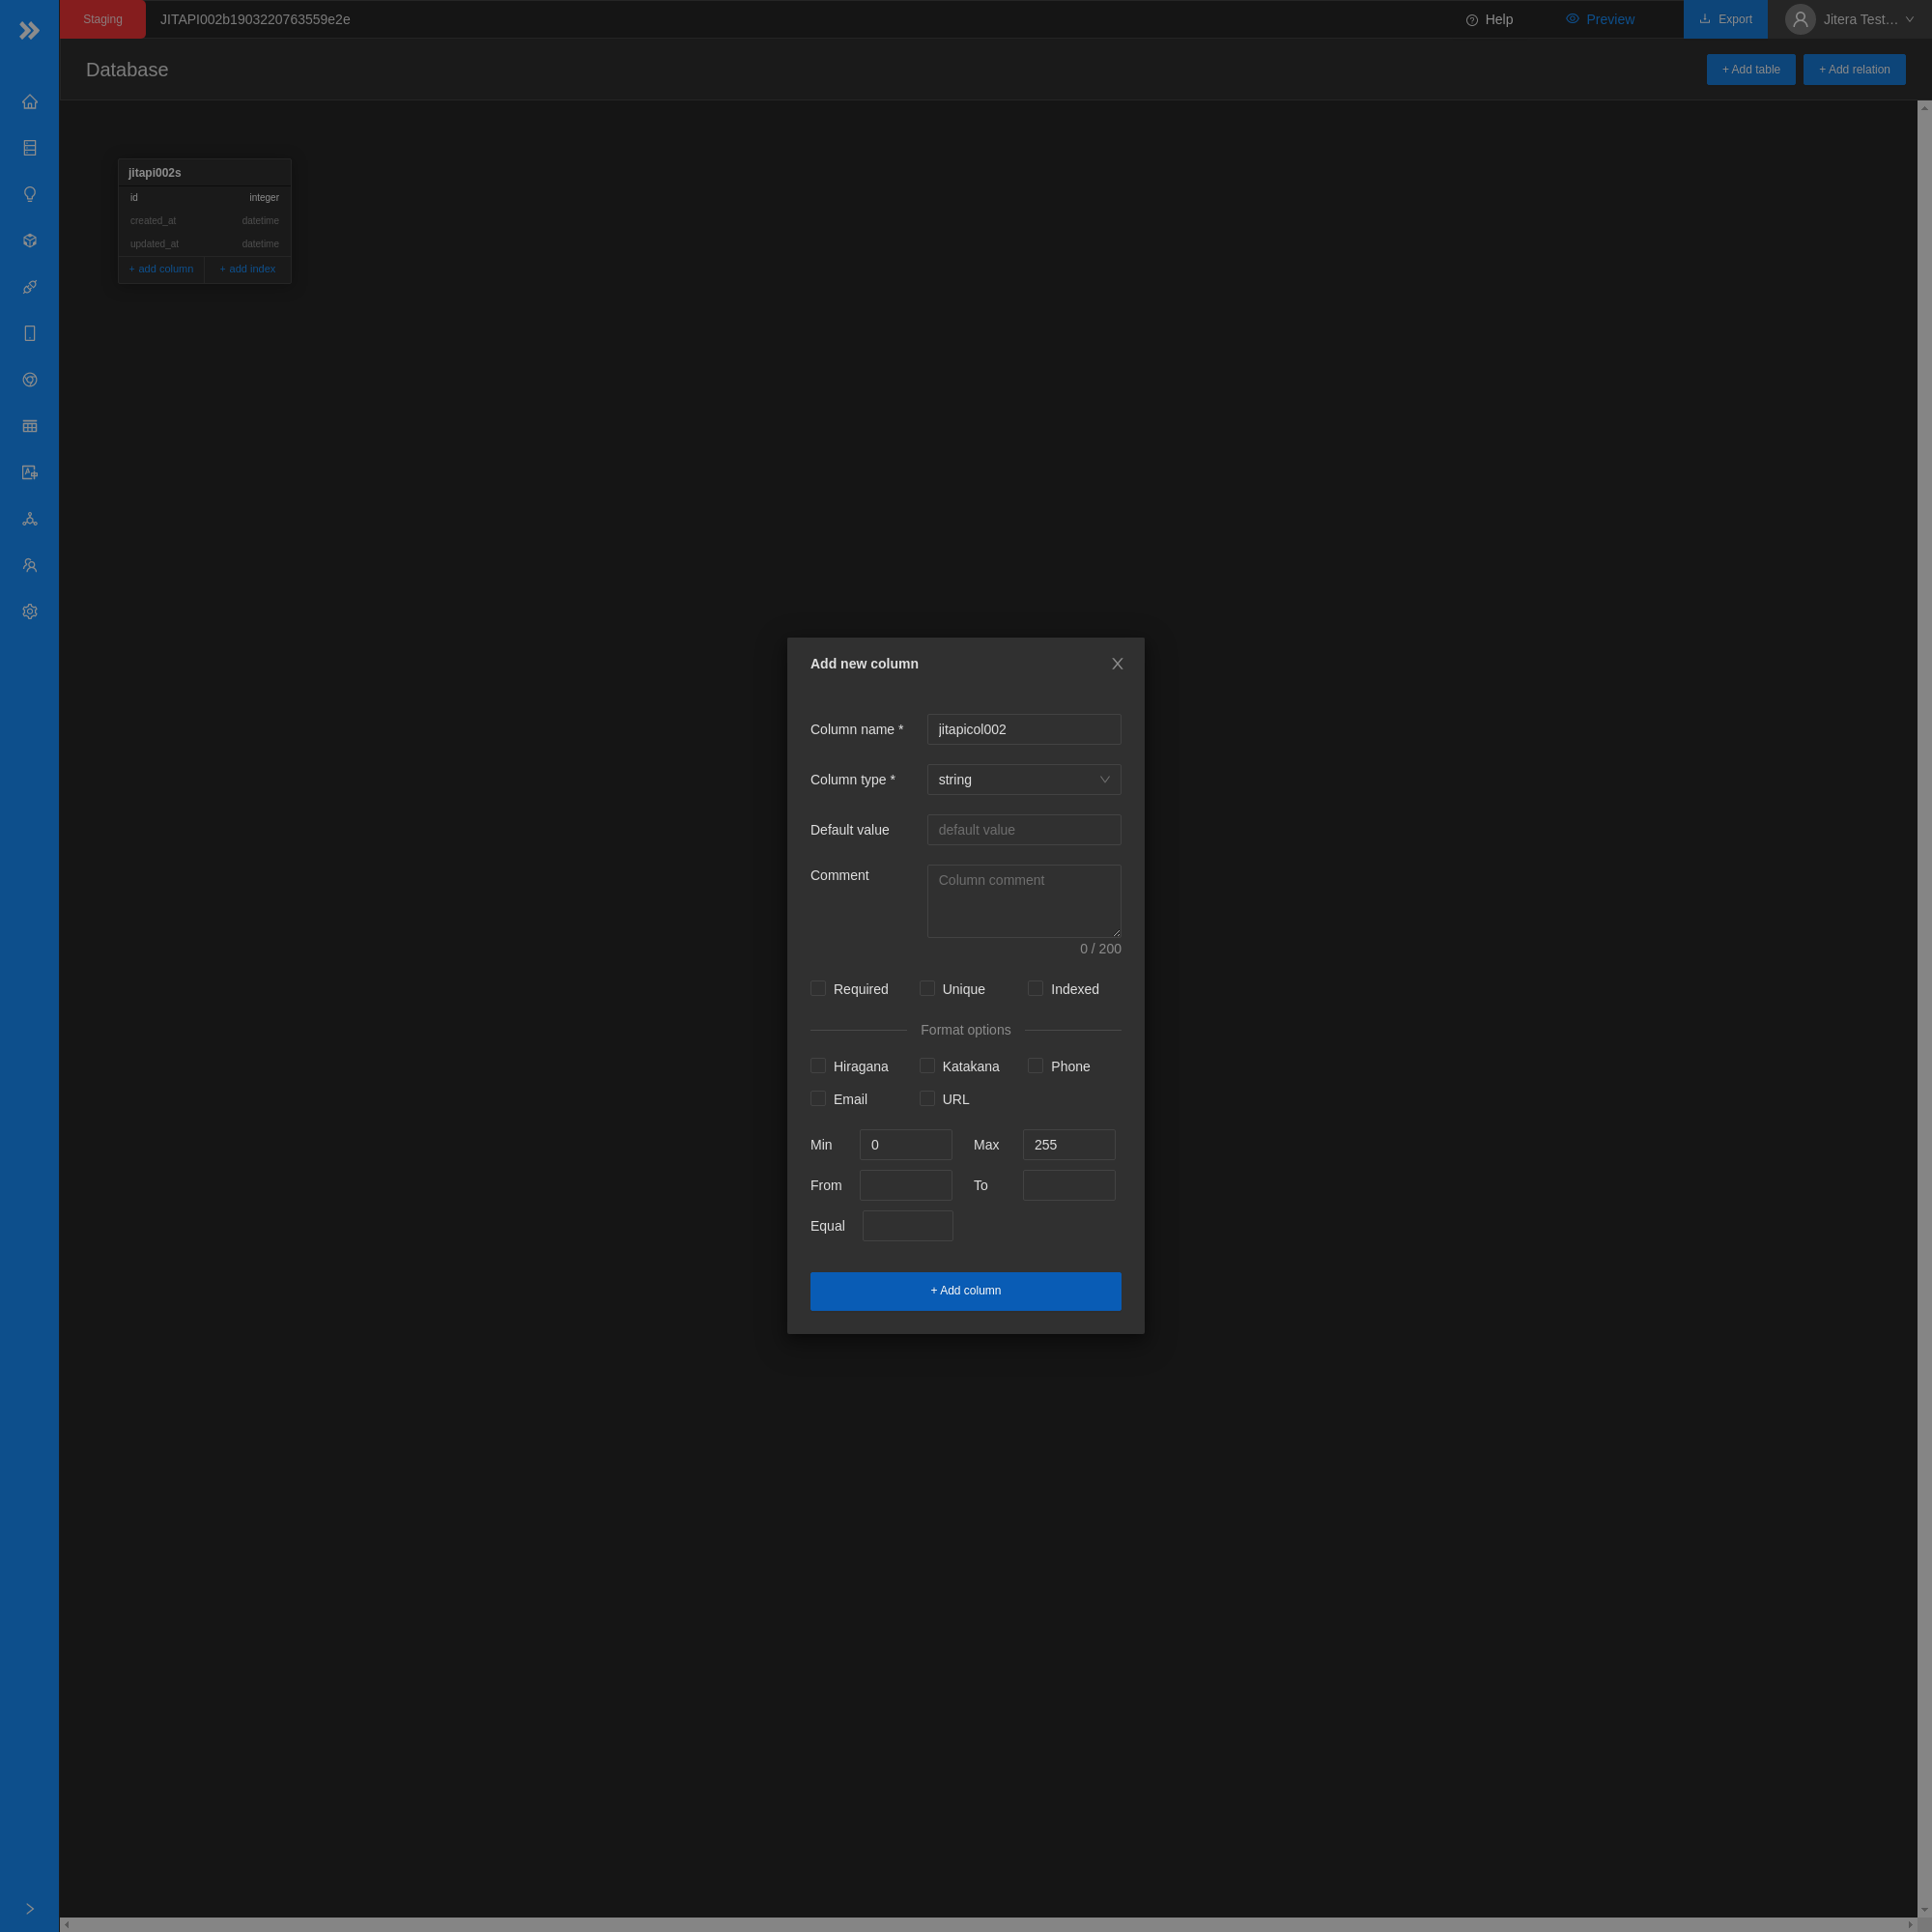 Staging JITAPI002b1903220763559e2e Help Preview Export Jitera Test…
Database + Add table + Add relation
jitapi002s
id integer
created_at datetime
updated_at datetime
+ add column + add index
Add new column
Column name * jitapicol002
Column type * string
Default value default value
Comment Column comment
0 / 200
Required Unique Indexed
Format options
Hiragana Katakana Phone
Email URL
Min 0 Max 255
From To
Equal
+ Add column